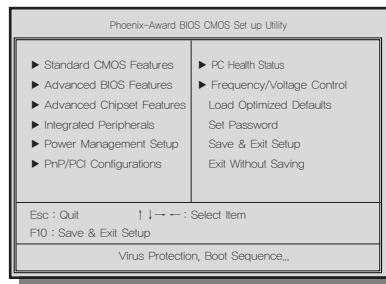 Phoenix-Award BIOS CMOS Set up Utility
▶ Standard CMOS Features
▶ Advanced BIOS Features
▶ Advanced Chipset Features
▶ Integrated Peripherals
▶ Power Management Setup
▶ PnP/PCI Configurations
▶ PC Health Status
▶ Frequency/Voltage Control
Load Optimized Defaults
Set Password
Save & Exit Setup
Exit Without Saving
Esc : Quit ↑↓→← : Select Item
F10 : Save & Exit Setup
Virus Protection, Boot Sequence,,,